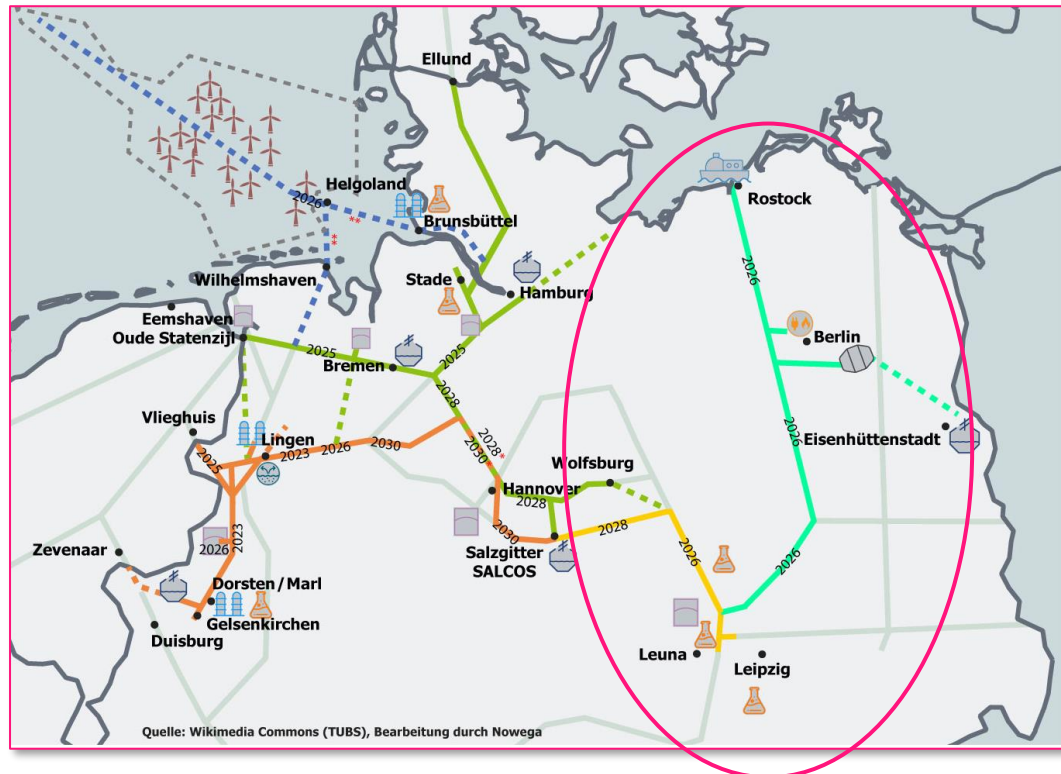 Ellund
Helgoland
2026
**
**
Brunsbüttel
Rostock
Wilhelmshaven
Stade
Hamburg
2026
Eemshaven
Oude Statenzijl
2025
Bremen
2025
Berlin
2028
Vlieghuis
Lingen
2030
2028*
2030
2026
Eisenhüttenstadt
2025
2023
2026
Wolfsburg
Hannover
2028
2023
2030
2028
2026
2026
Salzgitter
SALCOS
Zevenaar
2026
Dorsten/Marl
Gelsenkirchen
Duisburg
Leuna
Leipzig
Quelle: Wikimedia Commons (TUBS), Bearbeitung durch Nowega